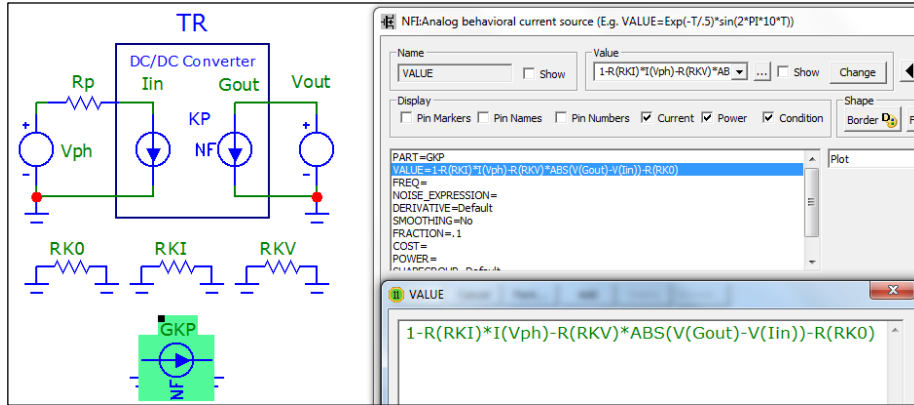 TR
DC/DC Converter
Rp
Iin
Gout
Vout
KP
NF
Vph
RK0
RKI
RKV
GKP
NF
NFI:Analog behavioral current source (E.g. VALUE=Exp(-T/.5)*sin(2*PI*10*T))
Name
VALUE
Show
Value
1-R(RKI)*I(Vph)-R(RKV)*AB
...
Show
Change
Display
Pin Markers
Pin Names
Pin Numbers
Current
Power
Condition
Shape
Border
F
PART=GKP
VALUE=1-R(RKI)*I(Vph)-R(RKV)*ABS(V(Gout)-V(Iin))-R(RK0)
FREQ=
NOISE_EXPRESSION=
DERIVATIVE=Default
SMOOTHING=No
FRACTION=.1
COST=
POWER=
SHAPEGROUP=Default
Plot
VALUE
1-R(RKI)*I(Vph)-R(RKV)*ABS(V(Gout)-V(Iin))-R(RK0)